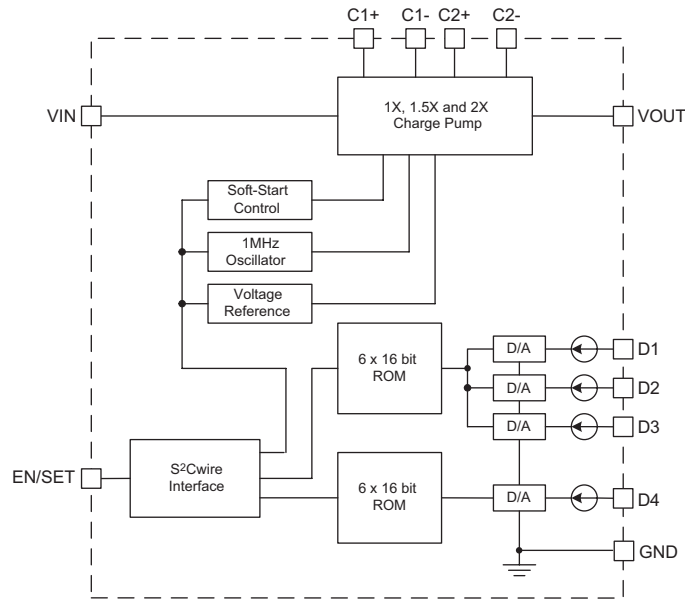 C1+ C1- C2+ C2-
VIN
1X, 1.5X and 2X
Charge Pump
VOUT
Soft-Start
Control
1MHz
Oscillator
Voltage
Reference
6 x 16 bit
ROM
D/A
D1
D/A
D2
D/A
D3
EN/SET
S²Cwire
Interface
6 x 16 bit
ROM
D/A
D4
GND